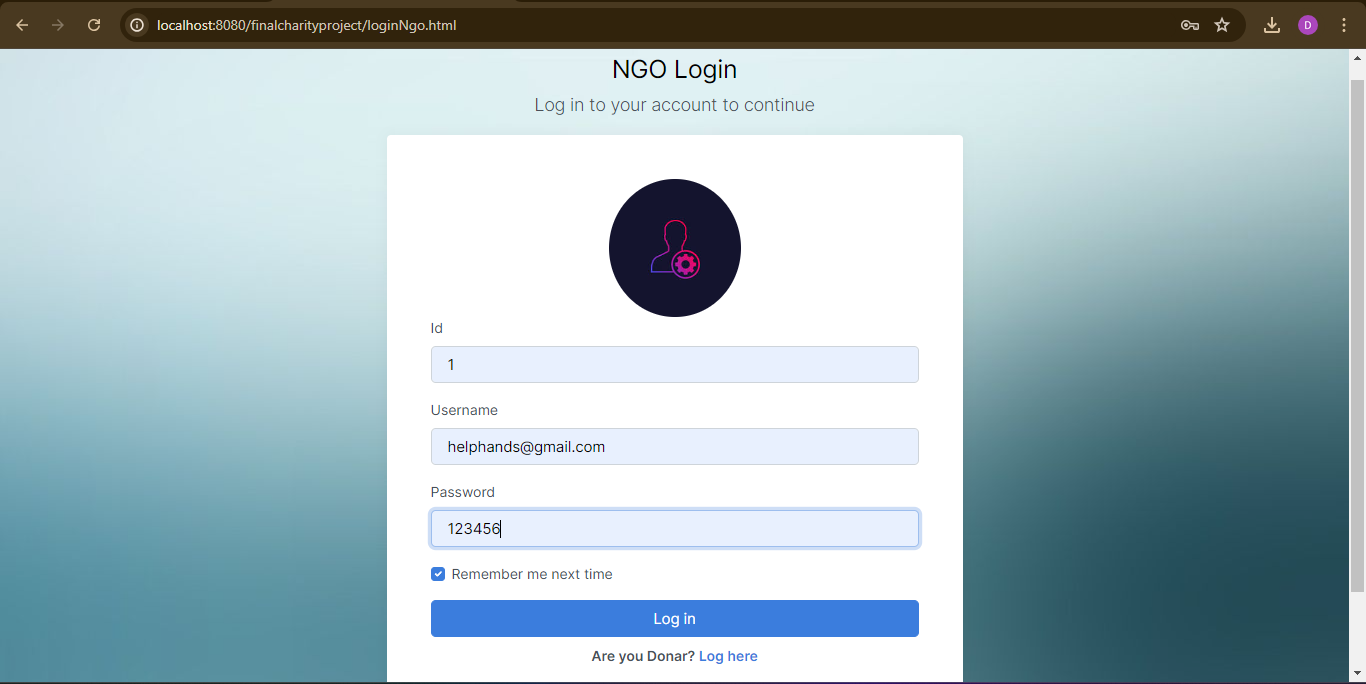 localhost:8080/finalcharityproject/loginNgo.html
D
NGO Login
Log in to your account to continue
Id
1
Username
helphands@gmail.com
Password
123456
Remember me next time
Log in
Are you Donar? Log here